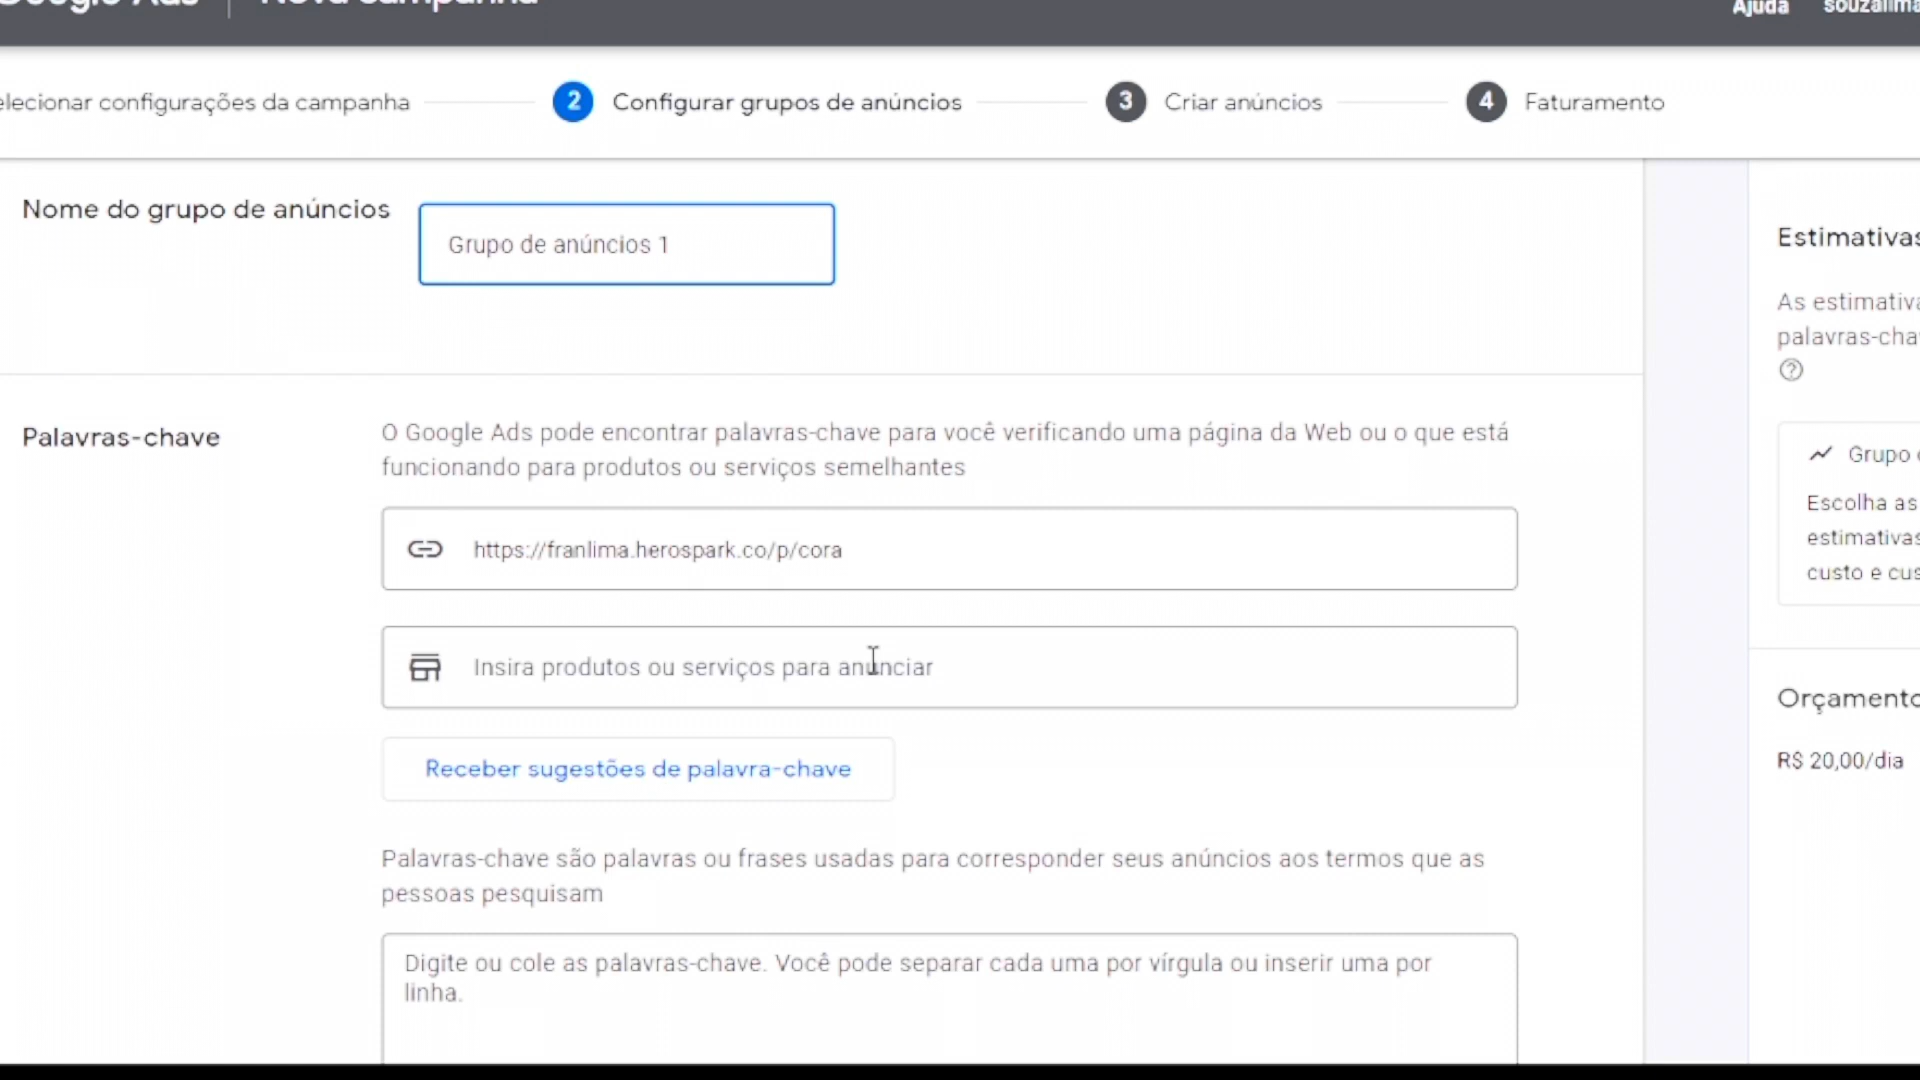 Google Ads | Nova campanha
Ajuda
elecionar configurações da campanha
2 Configurar grupos de anúncios
3 Criar anúncios
4 Faturamento
Nome do grupo de anúncios
Grupo de anúncios 1
Palavras-chave
O Google Ads pode encontrar palavras-chave para você verificando uma página da Web ou o que está
funcionando para produtos ou serviços semelhantes
https://franlima.herospark.co/p/cora
Insira produtos ou serviços para anunciar
Receber sugestões de palavra-chave
Palavras-chave são palavras ou frases usadas para corresponder seus anúncios aos termos que as
pessoas pesquisam
Digite ou cole as palavras-chave. Você pode separar cada uma por vírgula ou inserir uma por
linha.
Estimativas
As estimativa
palavras-cha
Grupo
Escolha as
estimativas
custo e cus
Orçamento
R$ 20,00/dia